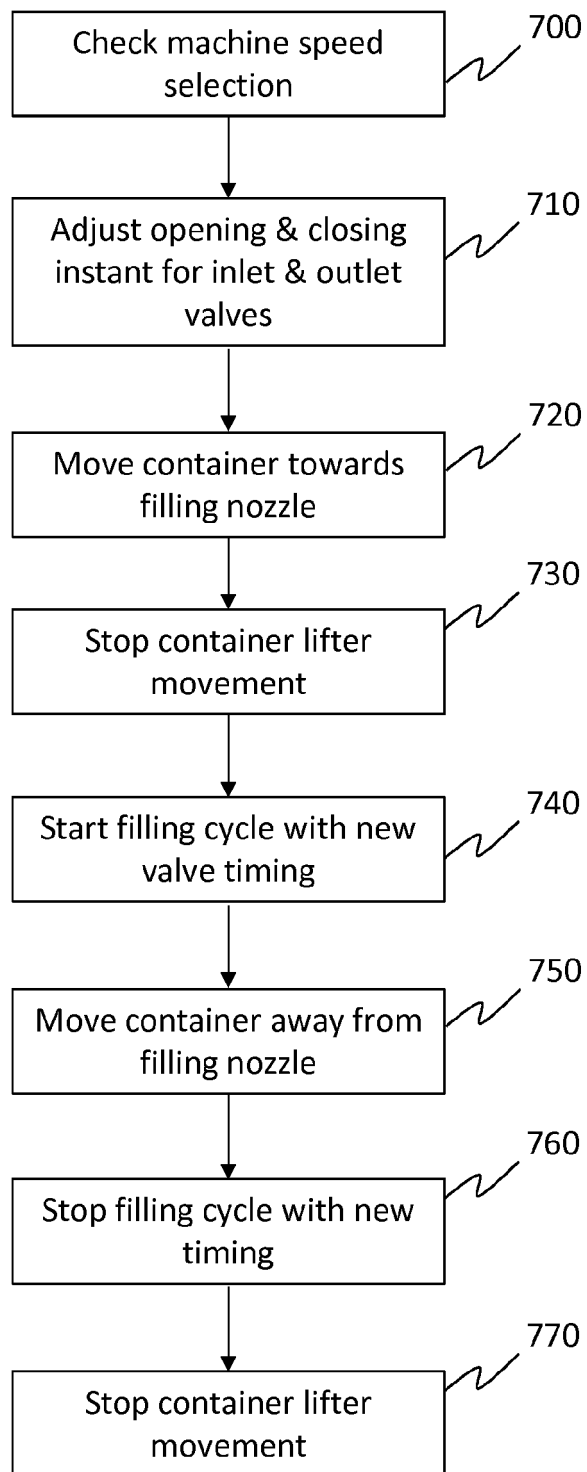 Check machine speed
selection
700
Adjust opening & closing
instant for inlet & outlet
valves
710
Move container towards
filling nozzle
720
Stop container lifter
movement
730
Start filling cycle with new
valve timing
740
Move container away from
filling nozzle
750
Stop filling cycle with new
timing
760
Stop container lifter
movement
770